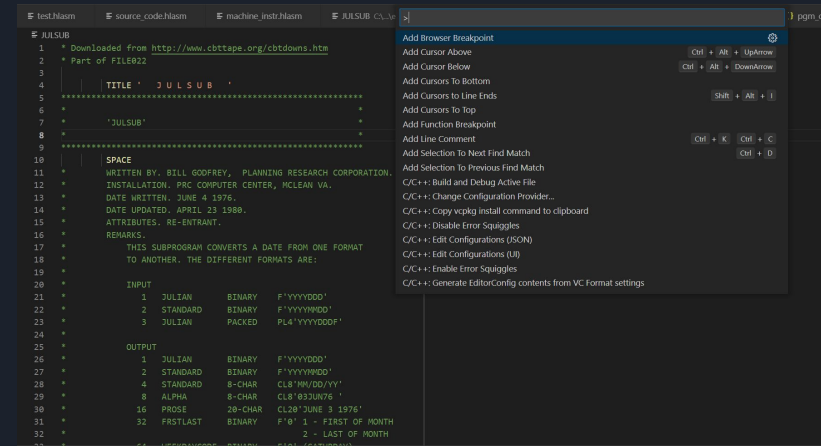 test.hlasm source_code.hlasm machine_instr.hlasm JULSUB C:\...\ pgm_c
JULSUB
1 * Downloaded from http://www.cbttape.org/cbtdowns.htm
2 * Part of FILE022
3
4 TITLE ' J U L S U B '
5 ***********************************************************
6 * *
7 * 'JULSUB' *
8 * *
9 ***********************************************************
10 SPACE
11 * WRITTEN BY. BILL GODFREY, PLANNING RESEARCH CORPORATION.
12 * INSTALLATION. PRC COMPUTER CENTER, MCLEAN VA.
13 * DATE WRITTEN. JUNE 4 1976.
14 * DATE UPDATED. APRIL 23 1980.
15 * ATTRIBUTES. RE-ENTRANT.
16 * REMARKS.
17 * THIS SUBPROGRAM CONVERTS A DATE FROM ONE FORMAT
18 * TO ANOTHER. THE DIFFERENT FORMATS ARE:
19 *
20 * INPUT
21 * 1 JULIAN BINARY F'YYYYDDD'
22 * 2 STANDARD BINARY F'YYYYMMDD'
23 * 3 JULIAN PACKED PL4'YYYYDDDF'
24 *
25 * OUTPUT
26 * 1 JULIAN BINARY F'YYYYDDD'
27 * 2 STANDARD BINARY F'YYYYMMDD'
28 * 4 STANDARD 8-CHAR CL8'MM/DD/YY'
29 * 8 ALPHA 8-CHAR CL8'03JUN76 '
30 * 16 PROSE 20-CHAR CL20'JUNE 3 1976'
31 * 32 FRSTLAST BINARY F'0' 1 - FIRST OF MONTH
32 * 2 - LAST OF MONTH
>
Add Browser Breakpoint
Add Cursor Above Ctrl + Alt + UpArrow
Add Cursor Below Ctrl + Alt + DownArrow
Add Cursors To Bottom
Add Cursors to Line Ends Shift + Alt + I
Add Cursors To Top
Add Function Breakpoint
Add Line Comment Ctrl + K Ctrl + C
Add Selection To Next Find Match Ctrl + D
Add Selection To Previous Find Match
C/C++: Build and Debug Active File
C/C++: Change Configuration Provider...
C/C++: Copy vcpkg install command to clipboard
C/C++: Disable Error Squiggles
C/C++: Edit Configurations (JSON)
C/C++: Edit Configurations (UI)
C/C++: Enable Error Squiggles
C/C++: Generate EditorConfig contents from VC Format settings